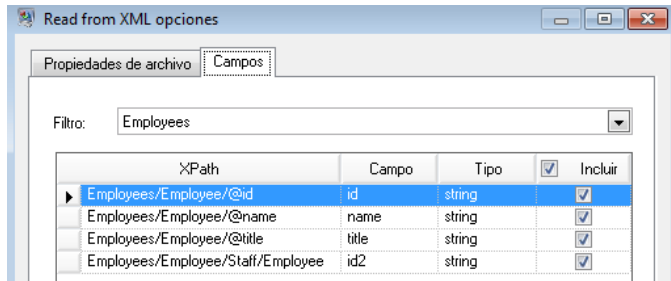 Read from XML opciones
Propiedades de archivo Campos
Filtro: Employees
XPath Campo Tipo Incluir
Employees/Employee/@id id string
Employees/Employee/@name name string
Employees/Employee/@title title string
Employees/Employee/Staff/Employee id2 string